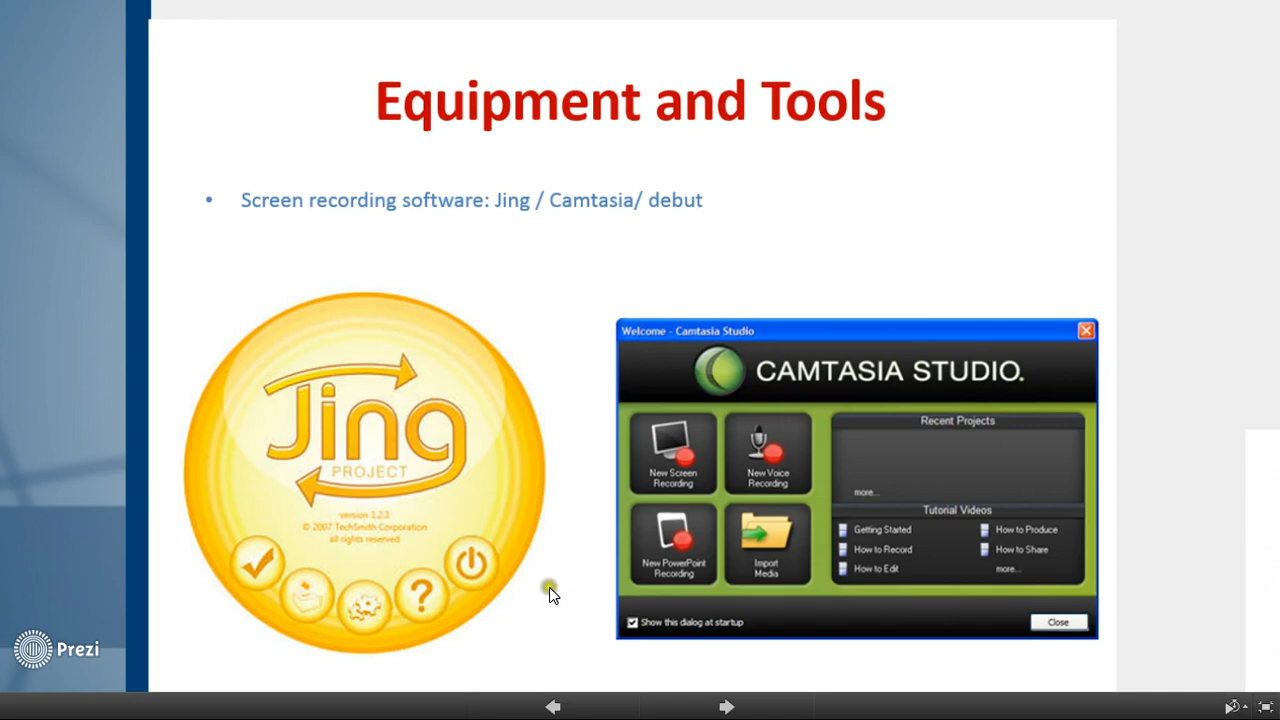 Equipment and Tools
• Screen recording software: Jing / Camtasia/ debut
Jing
PROJECT
version 1.2.3
© 2007 TechSmith Corporation
all rights reserved
?
Welcome - Camtasia Studio
CAMTASIA STUDIO.
New Screen
Recording
New Voice
Recording
New PowerPoint
Recording
Import
Media
Recent Projects
more...
Tutorial Videos
Getting Started
How to Produce
How to Record
How to Share
How to Edit
more...
Show this dialog at startup
Close
Prezi